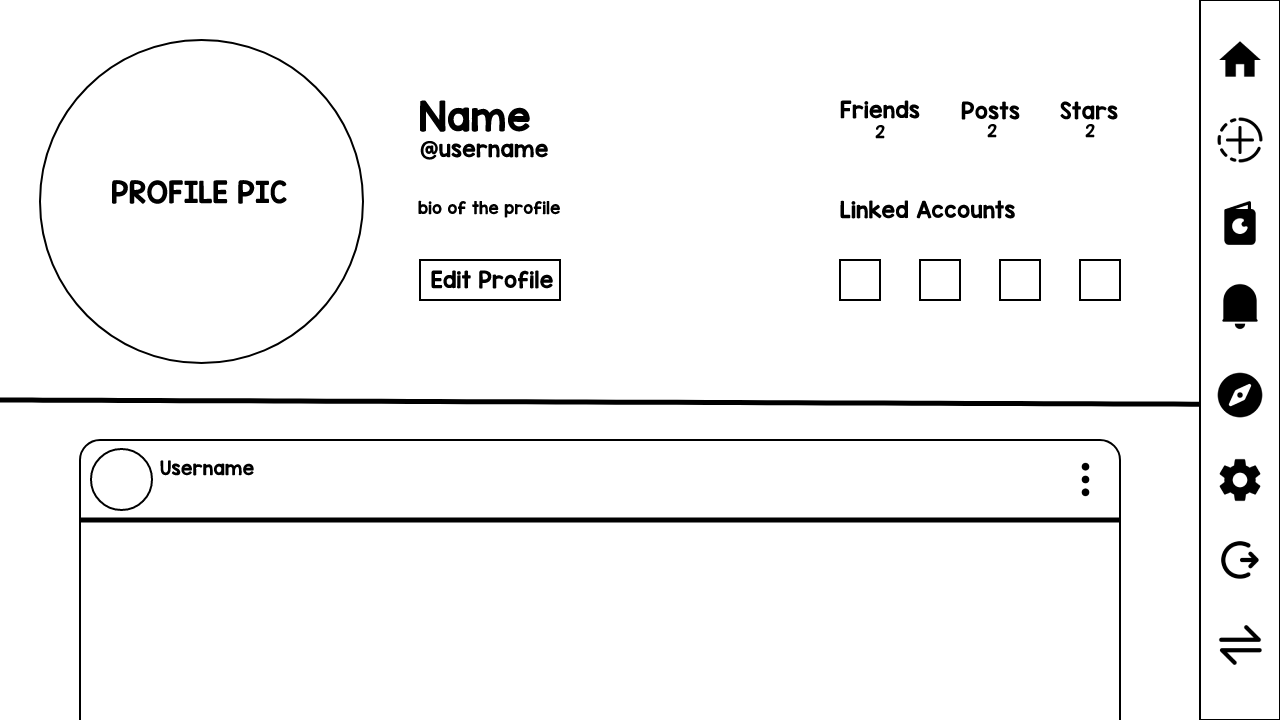 PROFILE PIC
Name
@username
bio of the profile
Edit Profile
Friends Posts Stars
2 2 2
Linked Accounts
Username